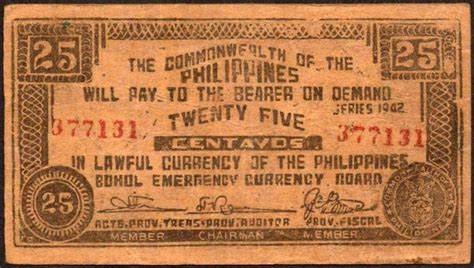 25
25
THE COMMONWEALTH OF THE
PHILIPPINES
WILL PAY TO THE BEARER ON DEMAND
SERIES 1942
TWENTY FIVE
377131
377131
CENTAVOS
IN LAWFUL CURRENCY OF THE PHILIPPINES
BOHOL EMERGENCY CURRENCY BOARD
25
ACTG. PROV. TREAS. PROV. AUDITOR PROV. FISCAL
MEMBER CHAIRMAN MEMBER